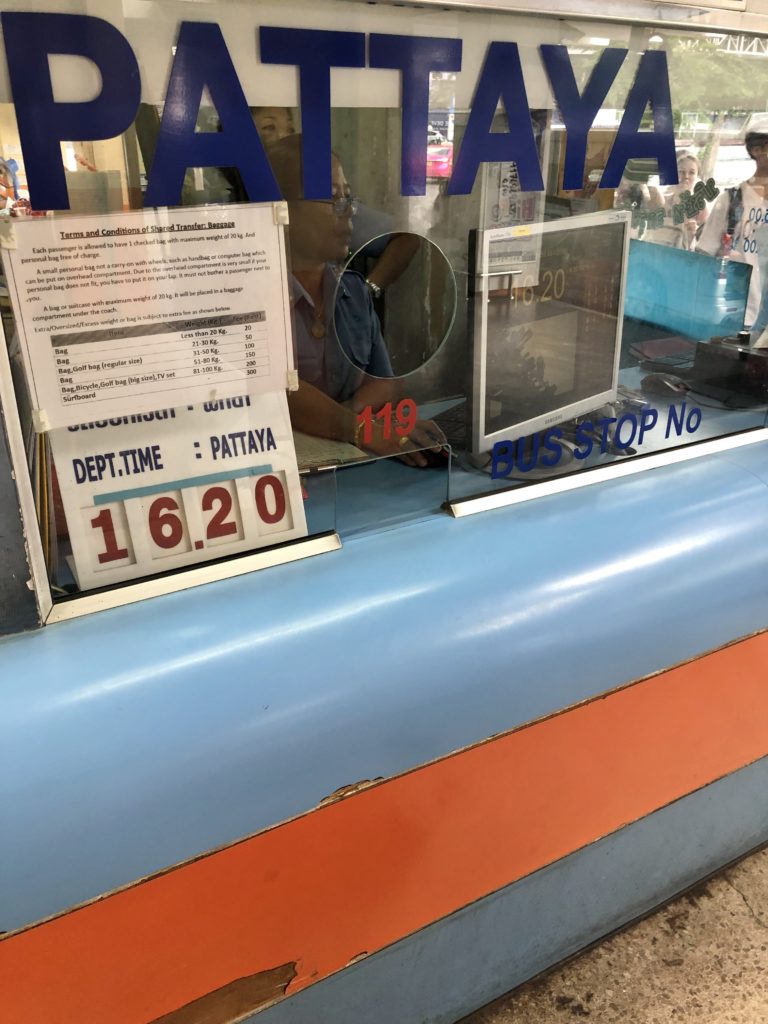 PATTAYA
Terms and Conditions of Shared Transfer: Baggage
Each passenger is allowed to have 1 checked bag with maximum weight of 20 kg. And
personal bag free of charge.
A small personal bag not a carry-on with wheels, such as handbag or computer bag which
can be put on overhead compartment. Due to the overhead compartment is very small if your
personal bag does not fit, you have to put it on your lap. It must not bother a passenger next to
you.
A bag or suitcase with maximum weight of 20 kg. It will be placed in a baggage
compartment under the coach.
Extra/Oversized/Excess weight or bag is subject to extra fee as shown below
Weight (Kg.)
Bag Less than 20 Kg. 20
Bag 21-30 Kg. 50
Bag,Golf bag (regular size) 31-50 Kg. 100
Bag 51-80 Kg. 150
Bag,Bicycle,Golf bag (big size),TV set 81-100 Kg. 200
Surfboard 300
DEPT.TIME : PATTAYA
16.20
16 20
119
BUS STOP No
SAMSUNG